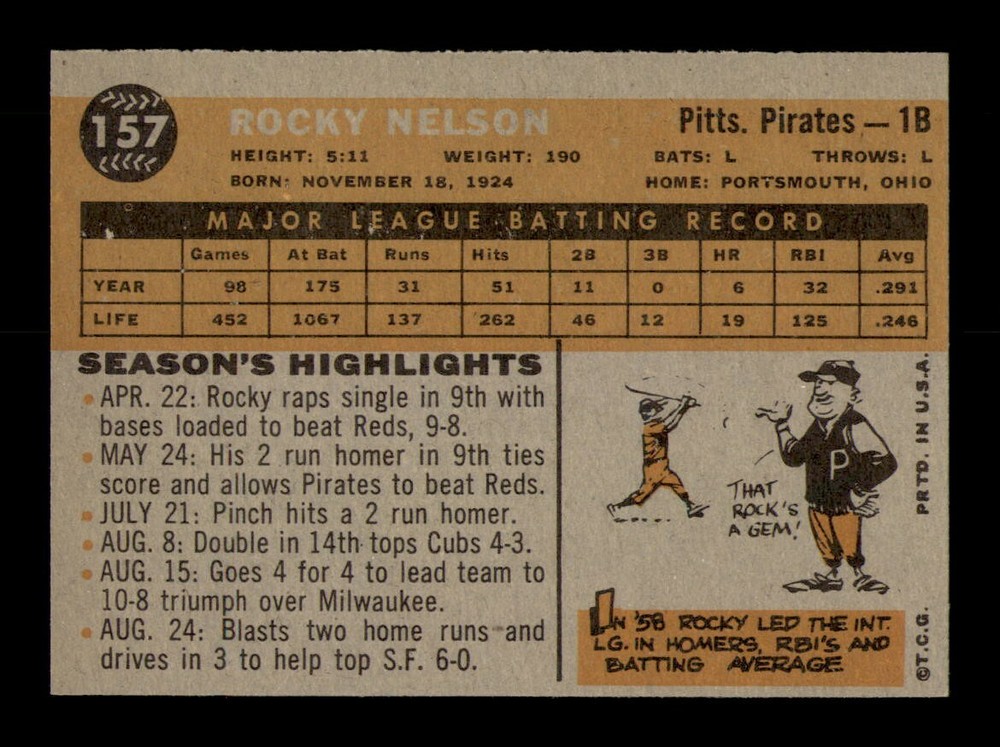 157
ROCKY NELSON
Pitts. Pirates — 1B
HEIGHT: 5:11 WEIGHT: 190 BATS: L THROWS: L
BORN: NOVEMBER 18, 1924 HOME: PORTSMOUTH, OHIO
MAJOR LEAGUE BATTING RECORD
Games At Bat Runs Hits 2B 3B HR RBI Avg
YEAR 98 175 31 51 11 0 6 32 .291
LIFE 452 1067 137 262 46 12 19 125 .246
SEASON'S HIGHLIGHTS
• APR. 22: Rocky raps single in 9th with
bases loaded to beat Reds, 9-8.
• MAY 24: His 2 run homer in 9th ties
score and allows Pirates to beat Reds.
• JULY 21: Pinch hits a 2 run homer.
• AUG. 8: Double in 14th tops Cubs 4-3.
• AUG. 15: Goes 4 for 4 to lead team to
10-8 triumph over Milwaukee.
• AUG. 24: Blasts two home runs and
drives in 3 to help top S.F. 6-0.
P
THAT
ROCK'S
A GEM!
IN '58 ROCKY LED THE INT.
LG. IN HOMERS, RBI'S AND
BATTING AVERAGE
©T.C.G. PRTD. IN U.S.A.